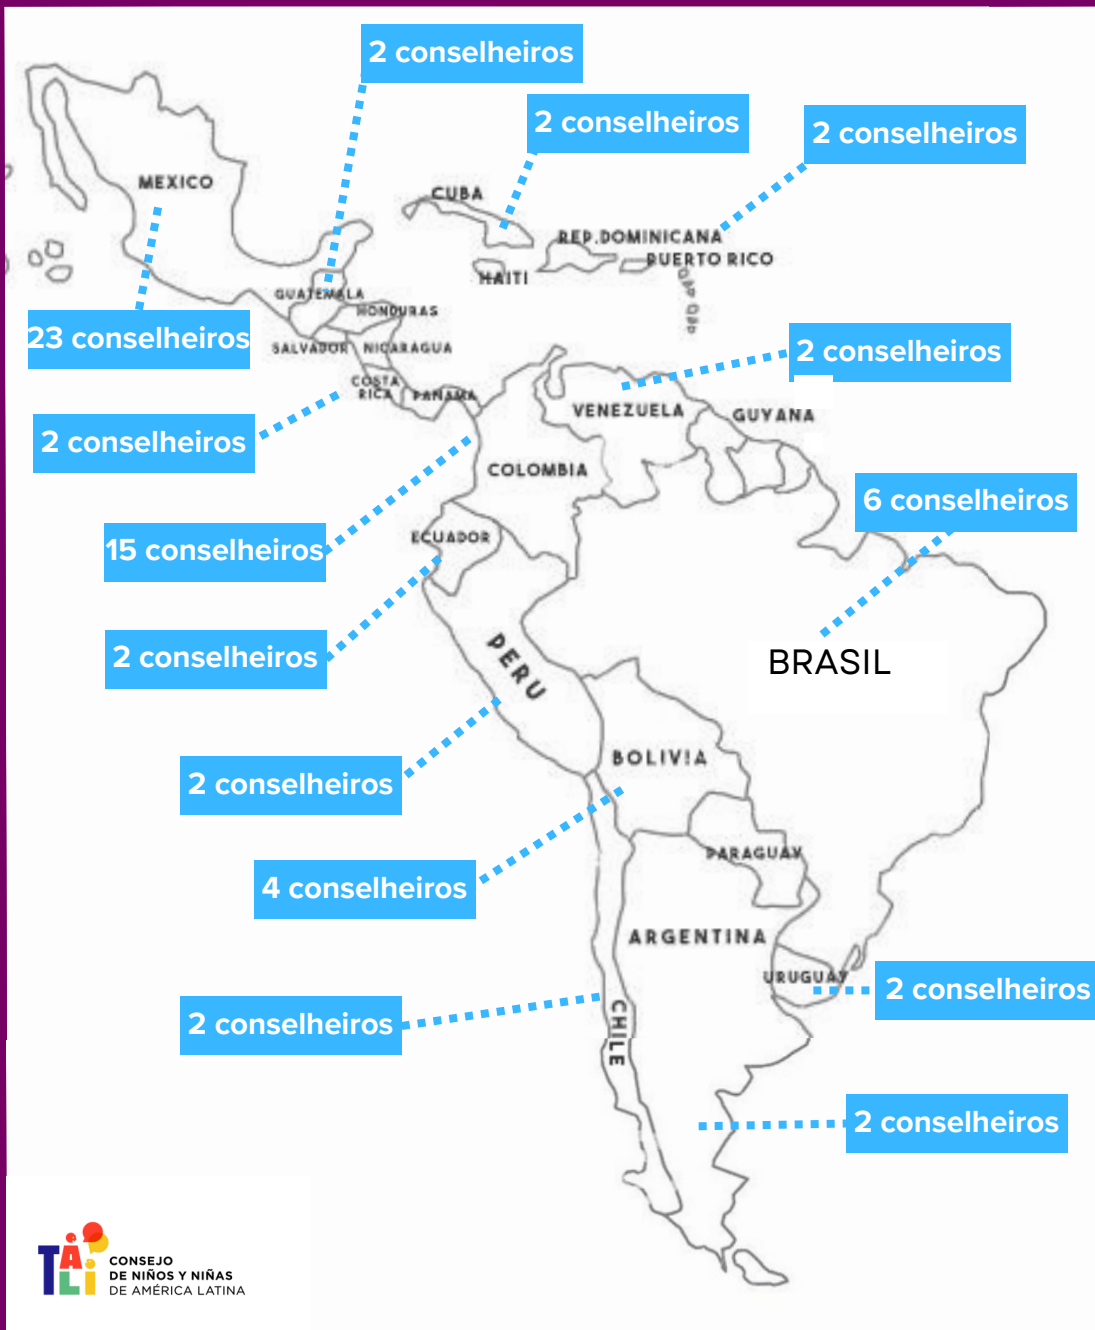 2 conselheiros
2 conselheiros
2 conselheiros
MEXICO
CUBA
REP.DOMINICANA
PUERTO RICO
HAITI
GUATEMALA
HONDURAS
23 conselheiros
SALVADOR
NICARAGUA
2 conselheiros
COSTA
RICA
PANAMA
VENEZUELA
GUYANA
2 conselheiros
COLOMBIA
6 conselheiros
15 conselheiros
ECUADOR
2 conselheiros
PERU
BRASIL
2 conselheiros
BOLIVIA
4 conselheiros
PARAGUAY
ARGENTINA
URUGUAY
2 conselheiros
2 conselheiros
CHILE
2 conselheiros
TALi
CONSEJO
DE NIÑOS Y NIÑAS
DE AMÉRICA LATINA